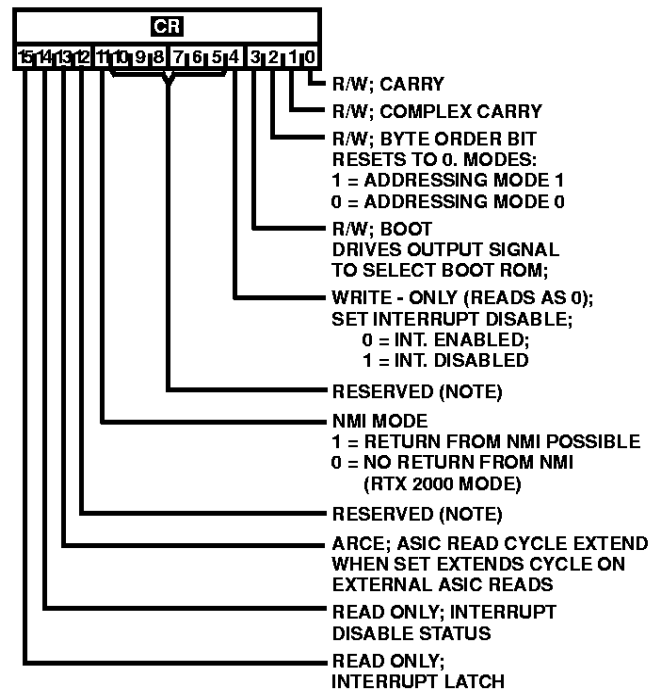 CR
15 14 13 12 11 10 9 8 7 6 5 4 3 2 1 0
R/W; CARRY
R/W; COMPLEX CARRY
R/W; BYTE ORDER BIT
RESETS TO 0. MODES:
1 = ADDRESSING MODE 1
0 = ADDRESSING MODE 0
R/W; BOOT
DRIVES OUTPUT SIGNAL
TO SELECT BOOT ROM;
WRITE - ONLY (READS AS 0);
SET INTERRUPT DISABLE;
0 = INT. ENABLED;
1 = INT. DISABLED
RESERVED (NOTE)
NMI MODE
1 = RETURN FROM NMI POSSIBLE
0 = NO RETURN FROM NMI
(RTX 2000 MODE)
RESERVED (NOTE)
ARCE; ASIC READ CYCLE EXTEND
WHEN SET EXTENDS CYCLE ON
EXTERNAL ASIC READS
READ ONLY; INTERRUPT
DISABLE STATUS
READ ONLY;
INTERRUPT LATCH